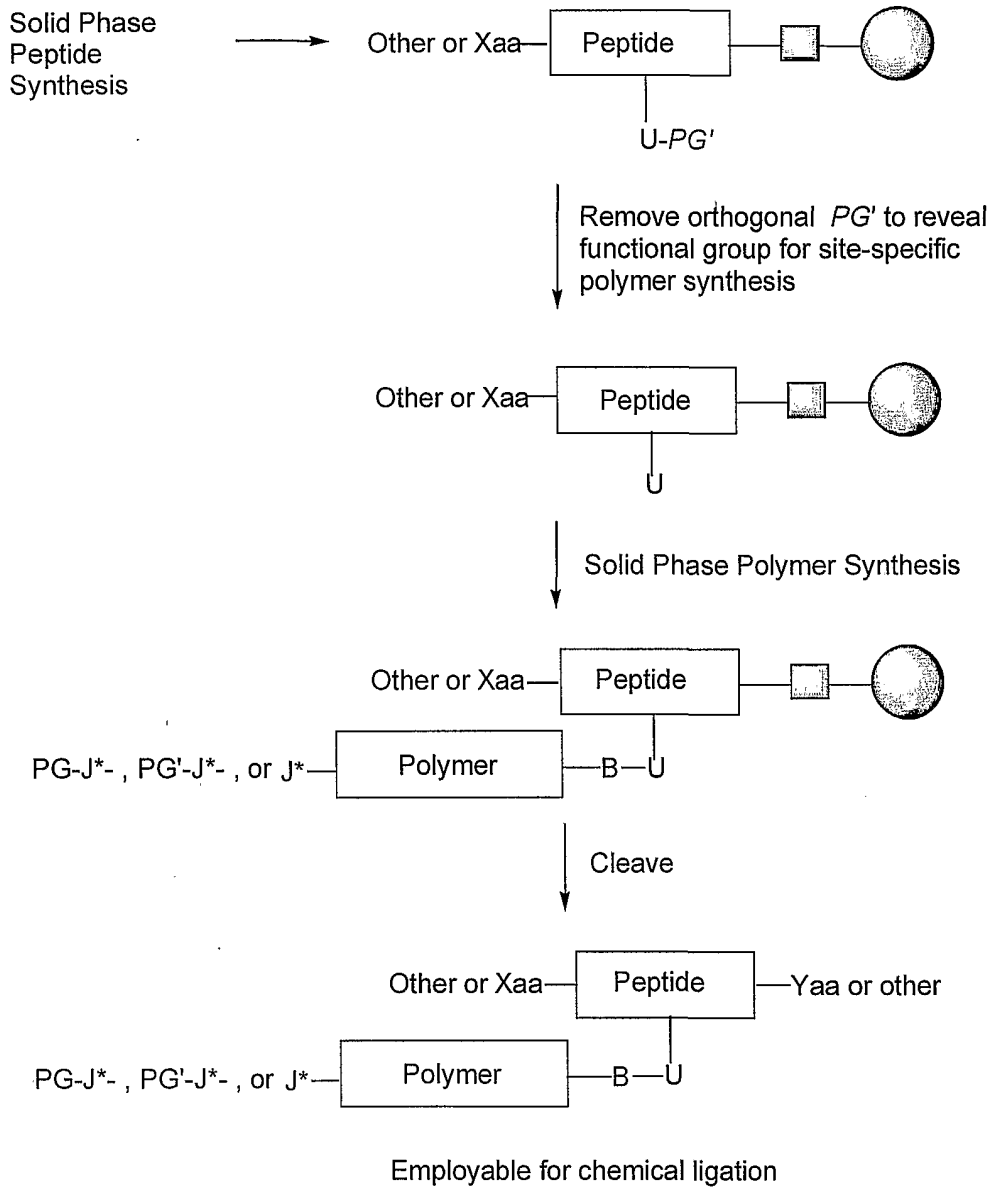 Solid Phase
Peptide
Synthesis
Other or Xaa
Peptide
U-PG'
Remove orthogonal PG' to reveal
functional group for site-specific
polymer synthesis
Other or Xaa
Peptide
U
Solid Phase Polymer Synthesis
Other or Xaa
Peptide
PG-J*- , PG'-J*- , or J*
Polymer
B
U
Cleave
Other or Xaa
Peptide
Yaa or other
PG-J*- , PG'-J*- , or J*
Polymer
B
U
Employable for chemical ligation